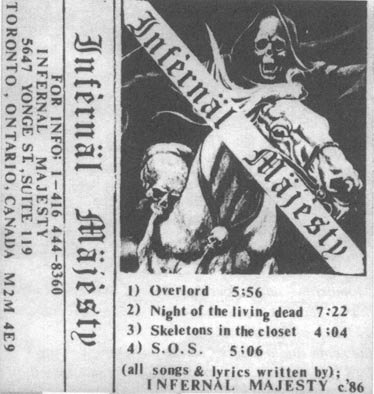 FOR INFO; 1-416 444-8360
INFERNAL MAJESTY
5647 YONGE ST, SUITE 119
TORONTO, ONTARIO, CANADA M2M 4E9
Infernäl Mäjesty
Infernäl Mäjesty
1) Overlord 5;56
2) Night of the living dead 7;22
3) Skeletons in the closet 4;04
4) S.O.S. 5;06
(all songs & lyrics written by);
INFERNAL MAJESTY c.'86